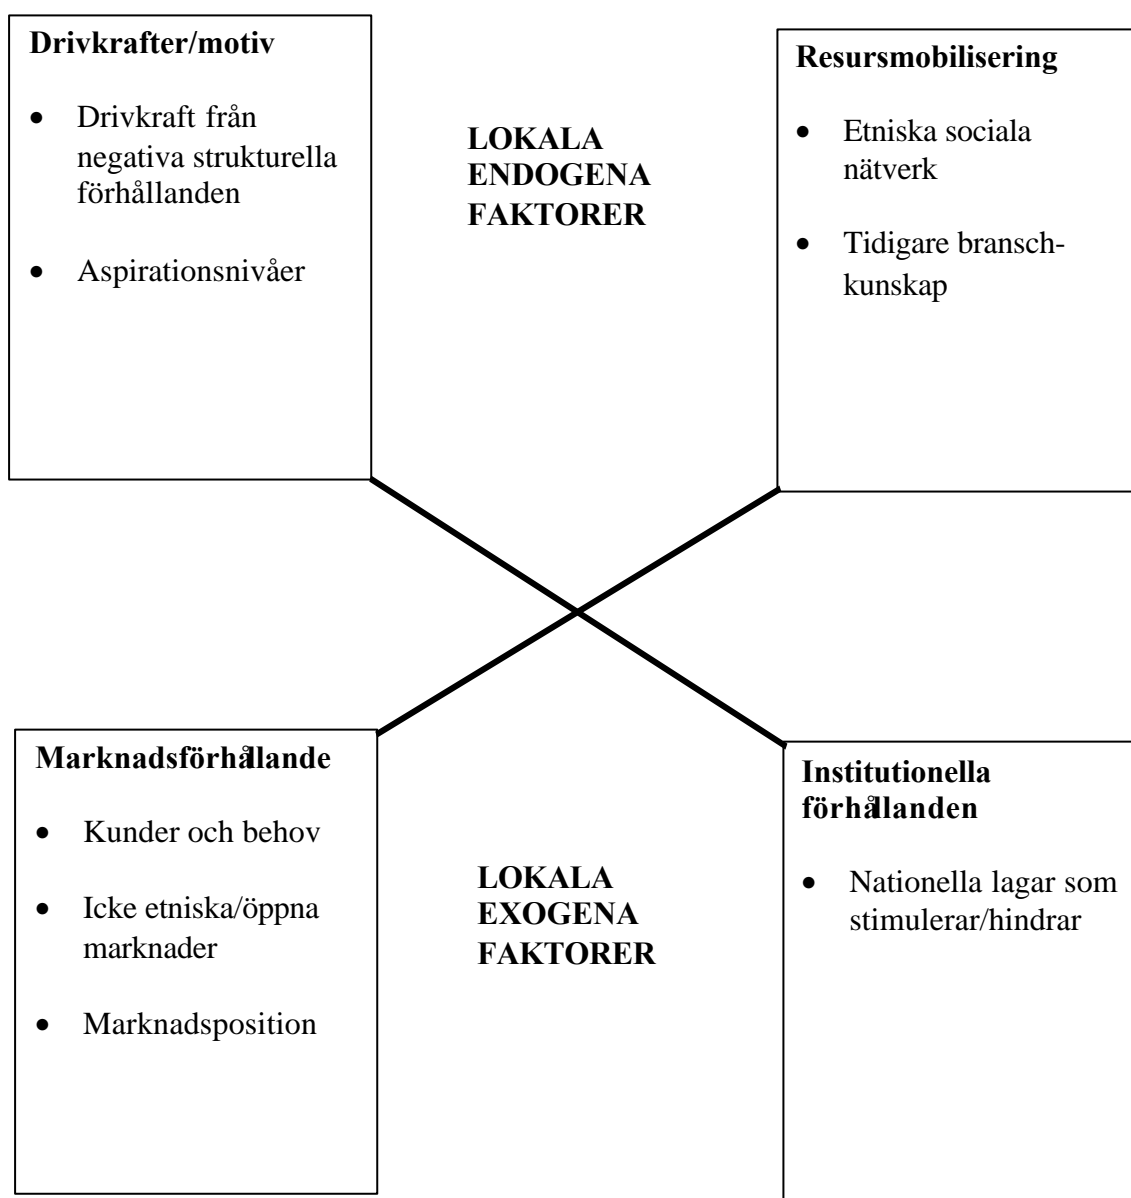 Drivkrafter/motiv
• Drivkraft från
negativa strukturella
förhållanden
• Aspirationsnivåer
LOKALA
ENDOGENA
FAKTORER
Resursmobilisering
• Etniska sociala
nätverk
• Tidigare bransch-
kunskap
Marknadsförhållande
• Kunder och behov
• Icke etniska/öppna
marknader
• Marknadsposition
LOKALA
EXOGENA
FAKTORER
Institutionella
förhållanden
• Nationella lagar som
stimulerar/hindrar